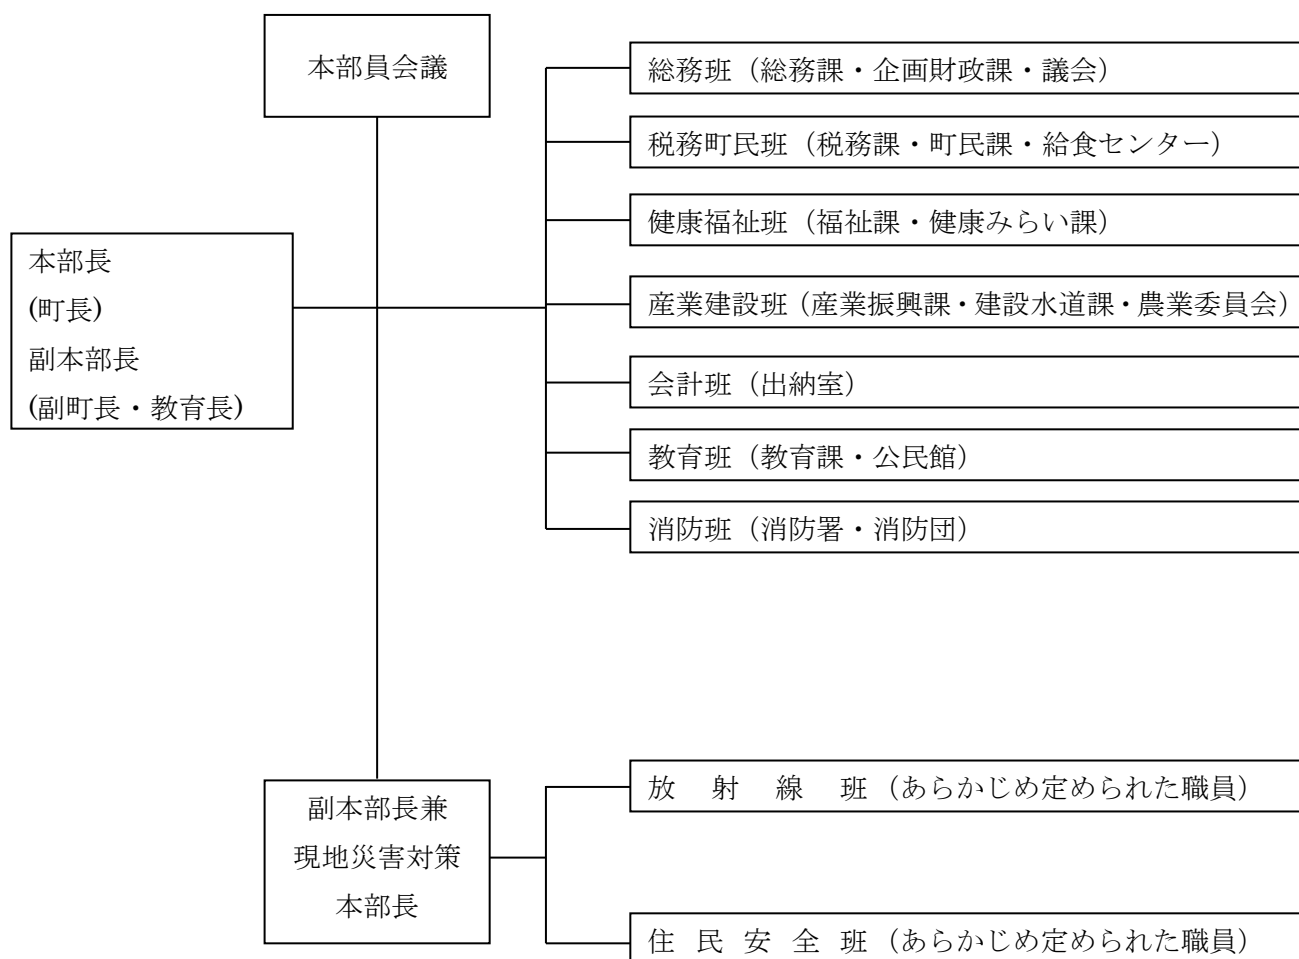 本部員会議
総務班（総務課・企画財政課・議会）
税務町民班（税務課・町民課・給食センター）
健康福祉班（福祉課・健康みらい課）
本部長
(町長)
副本部長
(副町長・教育長)
産業建設班（産業振興課・建設水道課・農業委員会）
会計班（出納室）
教育班（教育課・公民館）
消防班（消防署・消防団）
副本部長兼
現地災害対策
本部長
放射線班（あらかじめ定められた職員）
住民安全班（あらかじめ定められた職員）